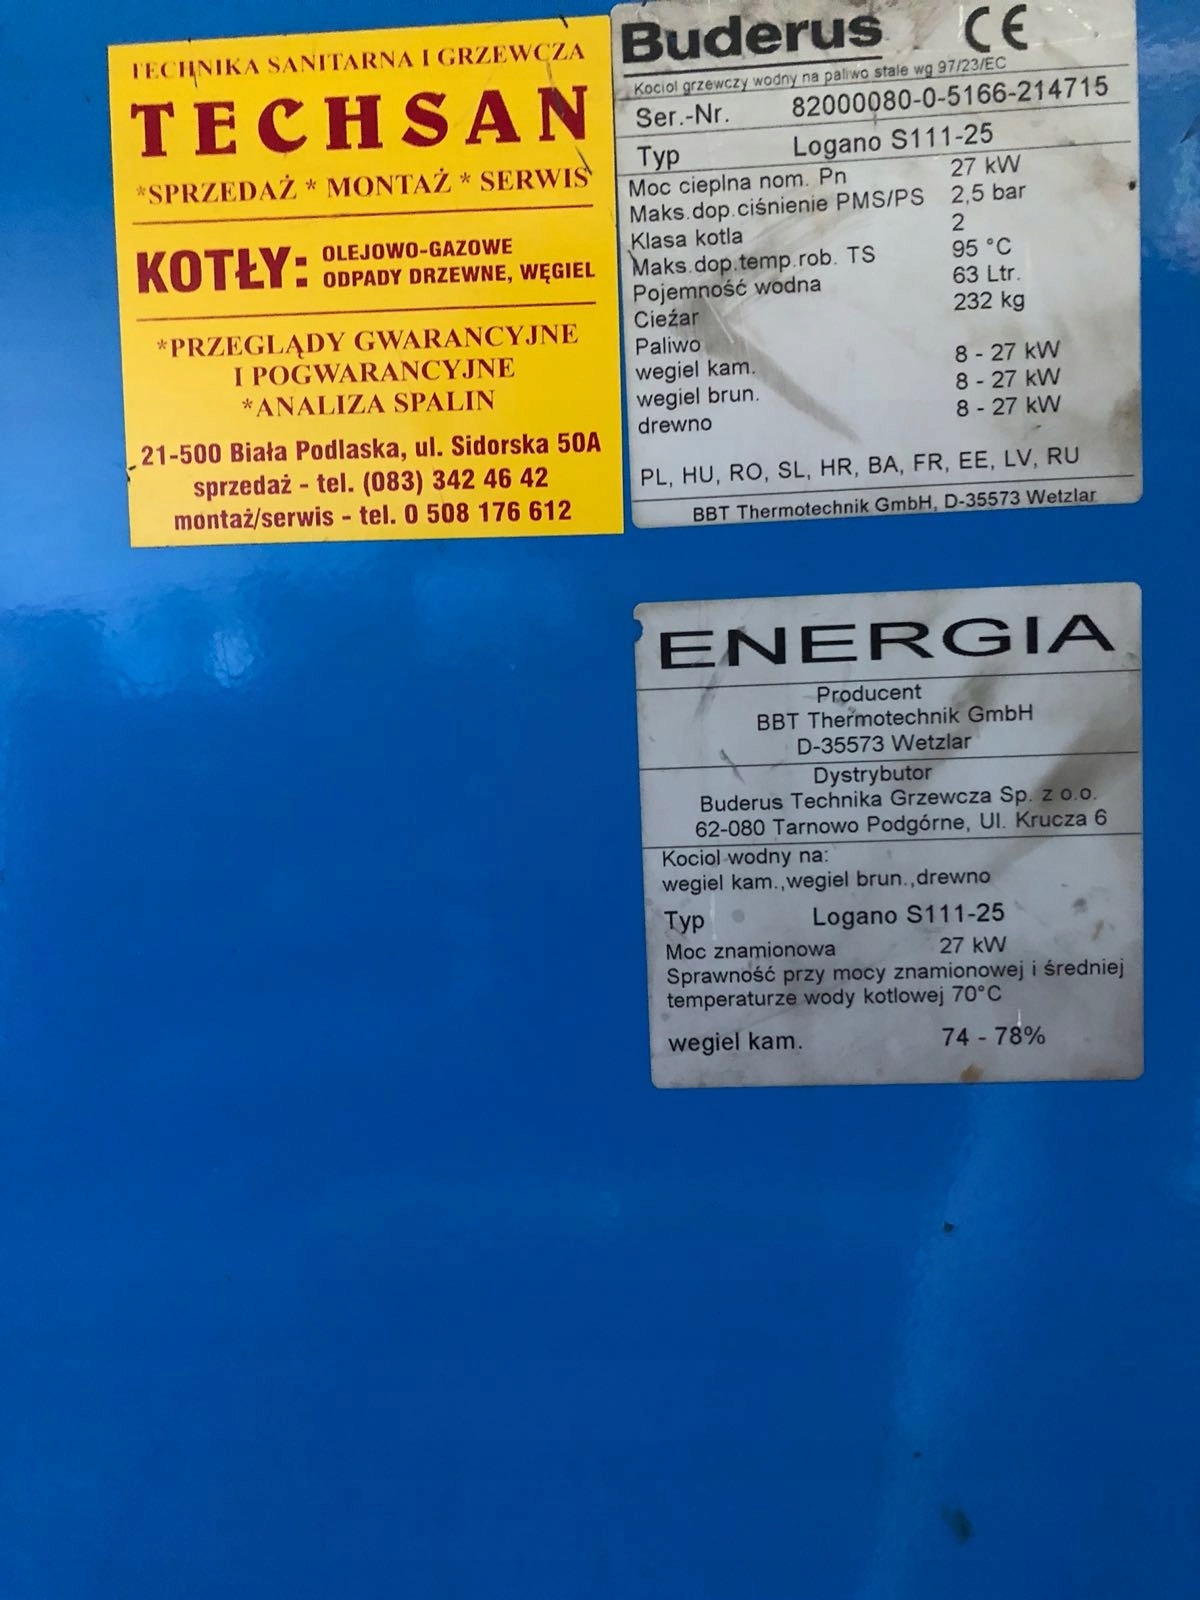 TECHNIKA SANITARNA I GRZEWCZA
TECHSAN
*SPRZEDAŻ * MONTAŻ * SERWIS
KOTŁY: OLEJOWO-GAZOWE
ODPADY DRZEWNE, WĘGIEL
*PRZEGLĄDY GWARANCYJNE
I POGWARANCYJNE
*ANALIZA SPALIN
21-500 Biała Podlaska, ul. Sidorska 50A
sprzedaż - tel. (083) 342 46 42
montaż/serwis - tel. 0 508 176 612
Buderus CE
Kociol grzewczy wodny na paliwo stale wg 97/23/EC
Ser.-Nr. 82000080-0-5166-214715
Typ Logano S111-25
Moc cieplna nom. Pn 27 kW
Maks.dop.ciśnienie PMS/PS 2,5 bar
Klasa kotla 2
Maks.dop.temp.rob. TS 95 °C
Pojemność wodna 63 Ltr.
Cieźar 232 kg
Paliwo
wegiel kam. 8 - 27 kW
wegiel brun. 8 - 27 kW
drewno 8 - 27 kW
PL, HU, RO, SL, HR, BA, FR, EE, LV, RU
BBT Thermotechnik GmbH, D-35573 Wetzlar
ENERGIA
Producent
BBT Thermotechnik GmbH
D-35573 Wetzlar
Dystrybutor
Buderus Technika Grzewcza Sp. z o.o.
62-080 Tarnowo Podgórne, Ul. Krucza 6
Kociol wodny na:
wegiel kam.,wegiel brun.,drewno
Typ Logano S111-25
Moc znamionowa 27 kW
Sprawność przy mocy znamionowej i średniej
temperaturze wody kotlowej 70°C
wegiel kam. 74 - 78%